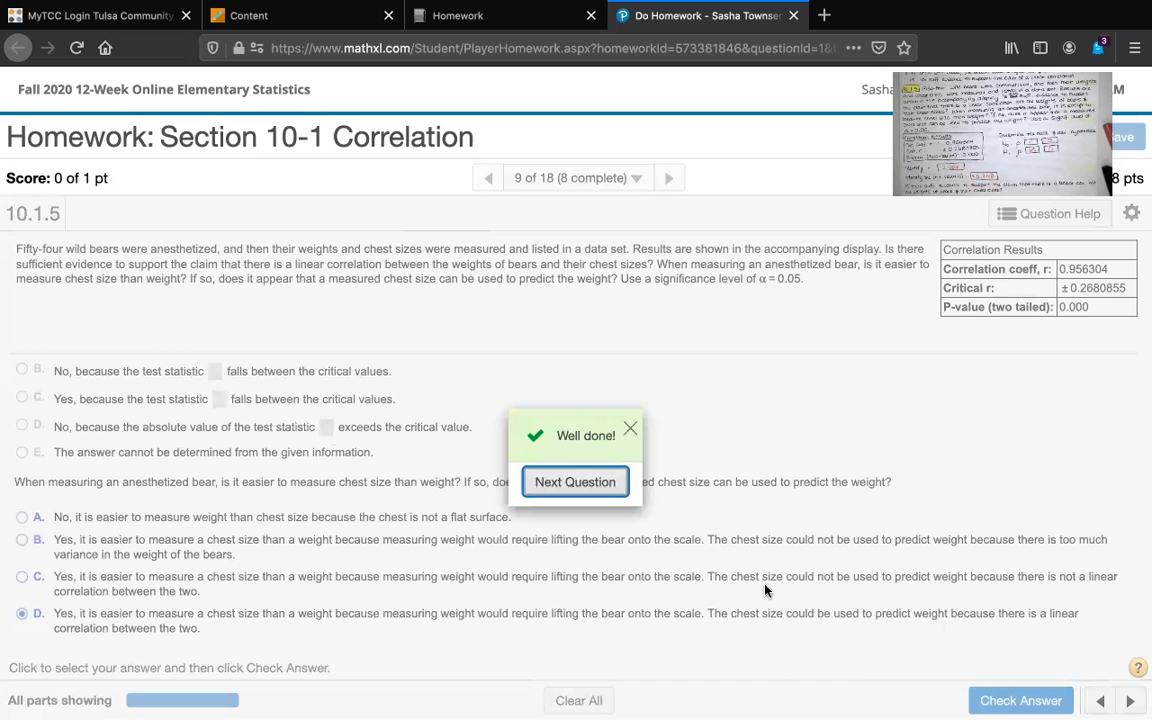 MyTCC Login Tulsa Community
Content
Homework
Do Homework - Sasha Townser
https://www.mathxl.com/Student/PlayerHomework.aspx?homeworkId=573381846&questionId=1&
3
Fall 2020 12-Week Online Elementary Statistics
Sasha
AM
Homework: Section 10-1 Correlation
Save
Score: 0 of 1 pt
9 of 18 (8 complete)
8 pts
10.1.5
Question Help
Fifty-four wild bears were anesthetized, and then their weights and chest sizes were measured and listed in a data set. Results are shown in the accompanying display. Is there
sufficient evidence to support the claim that there is a linear correlation between the weights of bears and their chest sizes? When measuring an anesthetized bear, is it easier to
measure chest size than weight? If so, does it appear that a measured chest size can be used to predict the weight? Use a significance level of α = 0.05.
Correlation Results
Correlation coeff, r: 0.956304
Critical r: ±0.2680855
P-value (two tailed): 0.000
B. No, because the test statistic falls between the critical values.
C. Yes, because the test statistic falls between the critical values.
D. No, because the absolute value of the test statistic exceeds the critical value.
E. The answer cannot be determined from the given information.
Well done!
Next Question
When measuring an anesthetized bear, is it easier to measure chest size than weight? If so, doe ed chest size can be used to predict the weight?
A. No, it is easier to measure weight than chest size because the chest is not a flat surface.
B. Yes, it is easier to measure a chest size than a weight because measuring weight would require lifting the bear onto the scale. The chest size could not be used to predict weight because there is too much
variance in the weight of the bears.
C. Yes, it is easier to measure a chest size than a weight because measuring weight would require lifting the bear onto the scale. The chest size could not be used to predict weight because there is not a linear
correlation between the two.
D. Yes, it is easier to measure a chest size than a weight because measuring weight would require lifting the bear onto the scale. The chest size could be used to predict weight because there is a linear
correlation between the two.
Click to select your answer and then click Check Answer.
?
All parts showing
Clear All
Check Answer